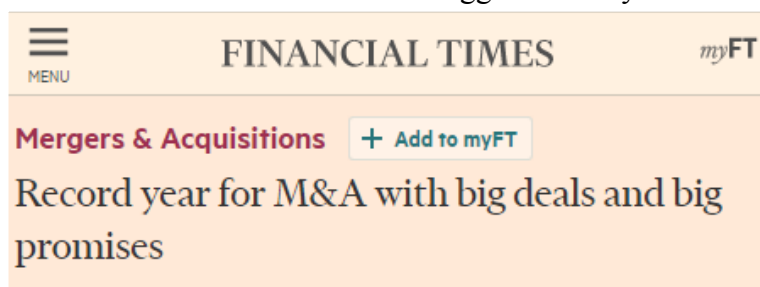 FINANCIAL TIMES
myFT
MENU
Mergers & Acquisitions
+ Add to myFT
Record year for M&A with big deals and big
promises